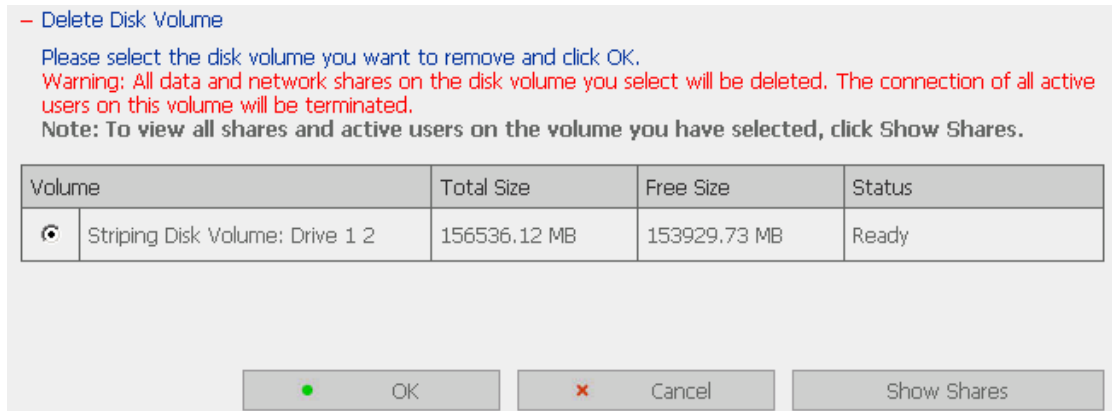 – Delete Disk Volume
Please select the disk volume you want to remove and click OK.
Warning: All data and network shares on the disk volume you select will be deleted. The connection of all active
users on this volume will be terminated.
Note: To view all shares and active users on the volume you have selected, click Show Shares.
Volume Total Size Free Size Status
Striping Disk Volume: Drive 1 2 156536.12 MB 153929.73 MB Ready
OK Cancel Show Shares